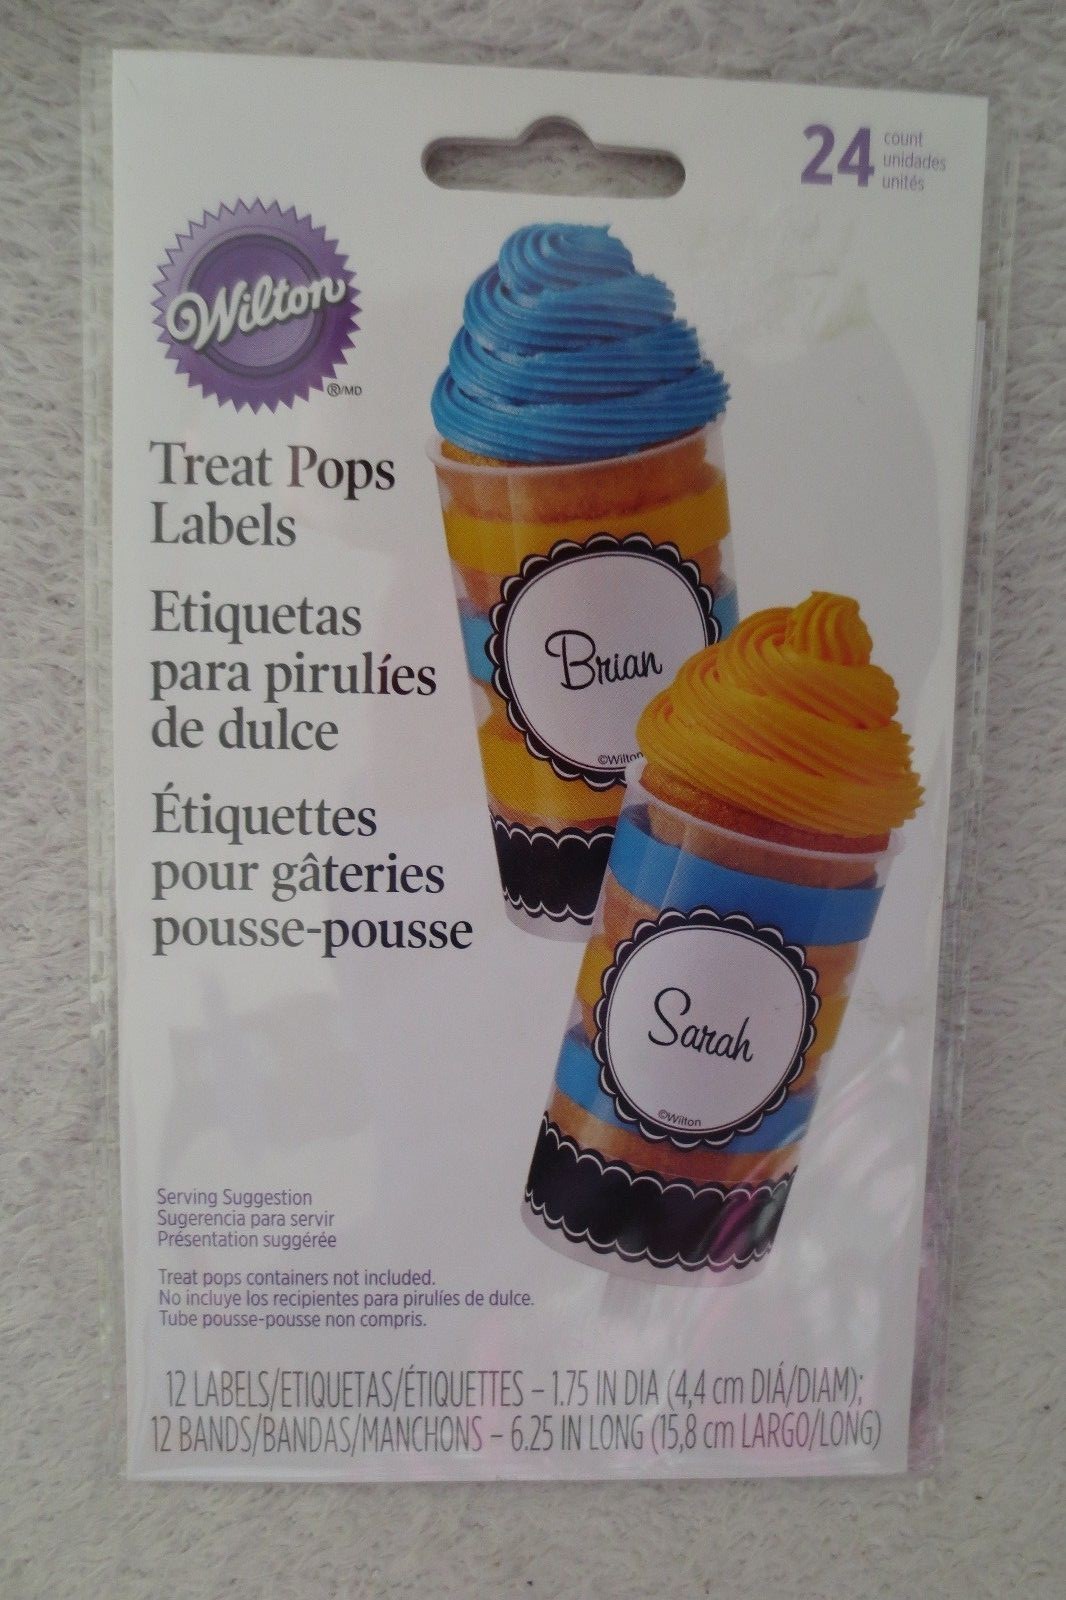 24 count
unidades
unités
Wilton
®/MD
Treat Pops
Labels
Etiquetas
para pirulíes
de dulce
Étiquettes
pour gâteries
pousse-pousse
Brian
©Wilton
Sarah
©Wilton
Serving Suggestion
Sugerencia para servir
Présentation suggérée
Treat pops containers not included.
No incluye los recipientes para pirulíes de dulce.
Tube pousse-pousse non compris.
12 LABELS/ETIQUETAS/ÉTIQUETTES – 1.75 IN DIA (4,4 cm DIÁ/DIAM);
12 BANDS/BANDAS/MANCHONS – 6.25 IN LONG (15,8 cm LARGO/LONG)